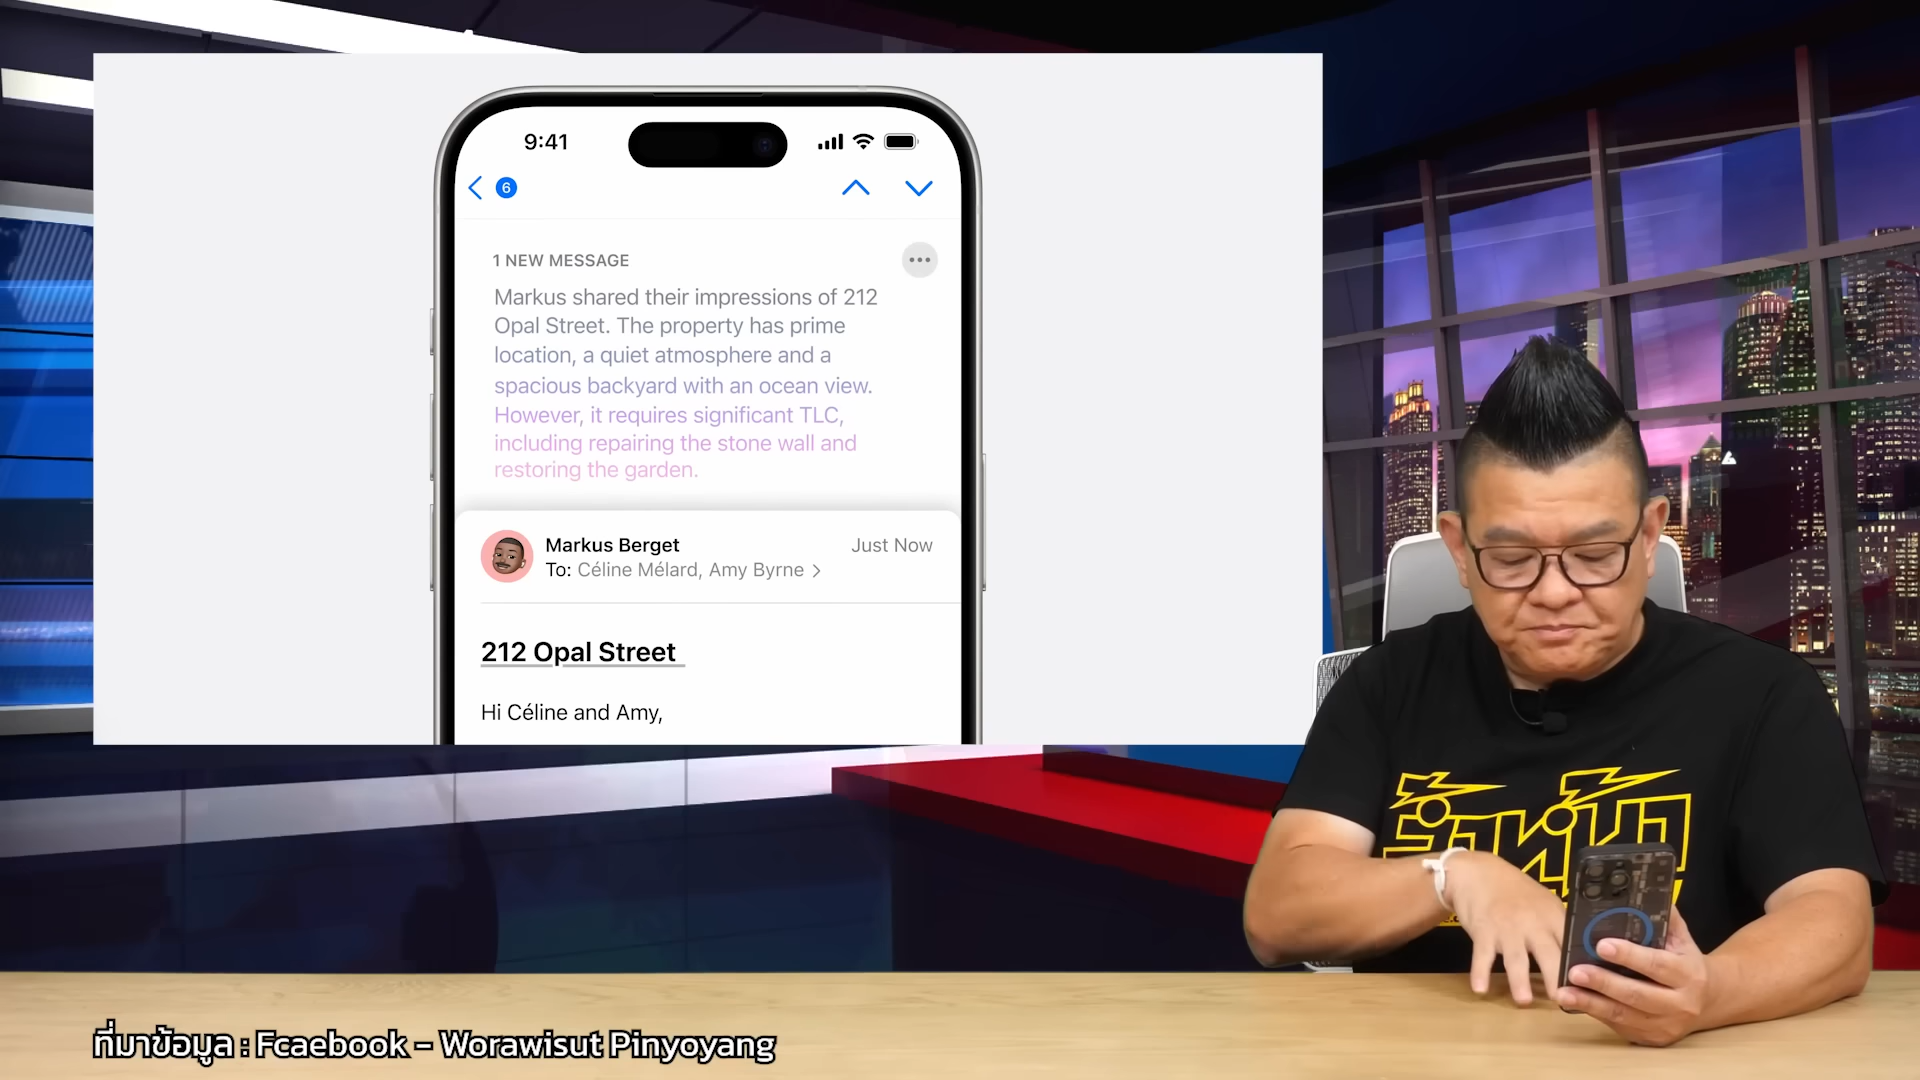 9:41
6
1 NEW MESSAGE
Markus shared their impressions of 212
Opal Street. The property has prime
location, a quiet atmosphere and a
spacious backyard with an ocean view.
However, it requires significant TLC,
including repairing the stone wall and
restoring the garden.
Markus Berget
Just Now
To: Céline Mélard, Amy Byrne
212 Opal Street
Hi Céline and Amy,
ที่มาข้อมูล : Fcaebook - Worawisut Pinyoyang